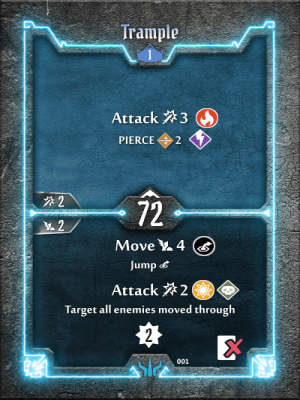 Trample
1
Attack 3
PIERCE 2
2
72
2
Move 4
Jump
Attack 2
Target all enemies moved through
2
001